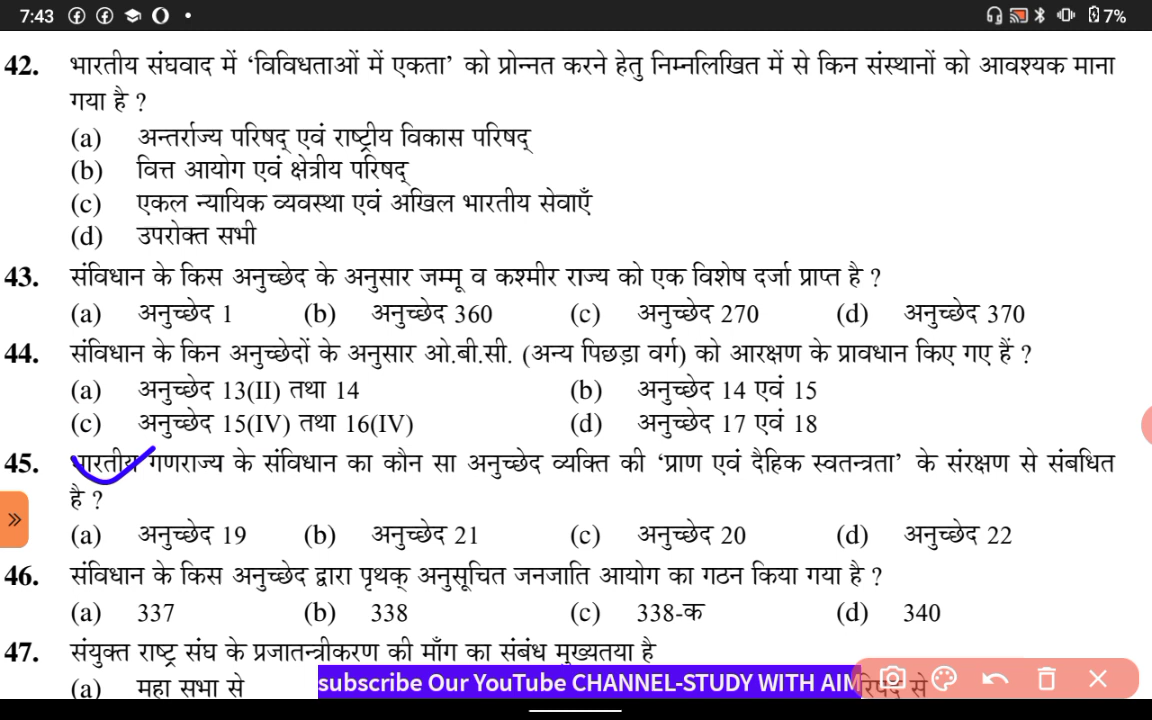 7:43 7%
42. भारतीय संघवाद में ‘विविधताओं में एकता’ को प्रोन्नत करने हेतु निम्नलिखित में से किन संस्थानों को आवश्यक माना
गया है ?
(a) अन्तर्राज्य परिषद् एवं राष्ट्रीय विकास परिषद्
(b) वित्त आयोग एवं क्षेत्रीय परिषद्
(c) एकल न्यायिक व्यवस्था एवं अखिल भारतीय सेवाएँ
(d) उपरोक्त सभी
43. संविधान के किस अनुच्छेद के अनुसार जम्मू व कश्मीर राज्य को एक विशेष दर्जा प्राप्त है ?
(a) अनुच्छेद 1 (b) अनुच्छेद 360 (c) अनुच्छेद 270 (d) अनुच्छेद 370
44. संविधान के किन अनुच्छेदों के अनुसार ओ.बी.सी. (अन्य पिछड़ा वर्ग) को आरक्षण के प्रावधान किए गए हैं ?
(a) अनुच्छेद 13(II) तथा 14 (b) अनुच्छेद 14 एवं 15
(c) अनुच्छेद 15(IV) तथा 16(IV) (d) अनुच्छेद 17 एवं 18
45. भारतीय गणराज्य के संविधान का कौन सा अनुच्छेद व्यक्ति की ‘प्राण एवं दैहिक स्वतन्त्रता’ के संरक्षण से संबधित
है ?
(a) अनुच्छेद 19 (b) अनुच्छेद 21 (c) अनुच्छेद 20 (d) अनुच्छेद 22
46. संविधान के किस अनुच्छेद द्वारा पृथक् अनुसूचित जनजाति आयोग का गठन किया गया है ?
(a) 337 (b) 338 (c) 338-क (d) 340
47. संयुक्त राष्ट्र संघ के प्रजातन्त्रीकरण की माँग का संबंध मुख्यतया है
(a) महा सभा से से
subscribe Our YouTube CHANNEL-STUDY WITH AIM